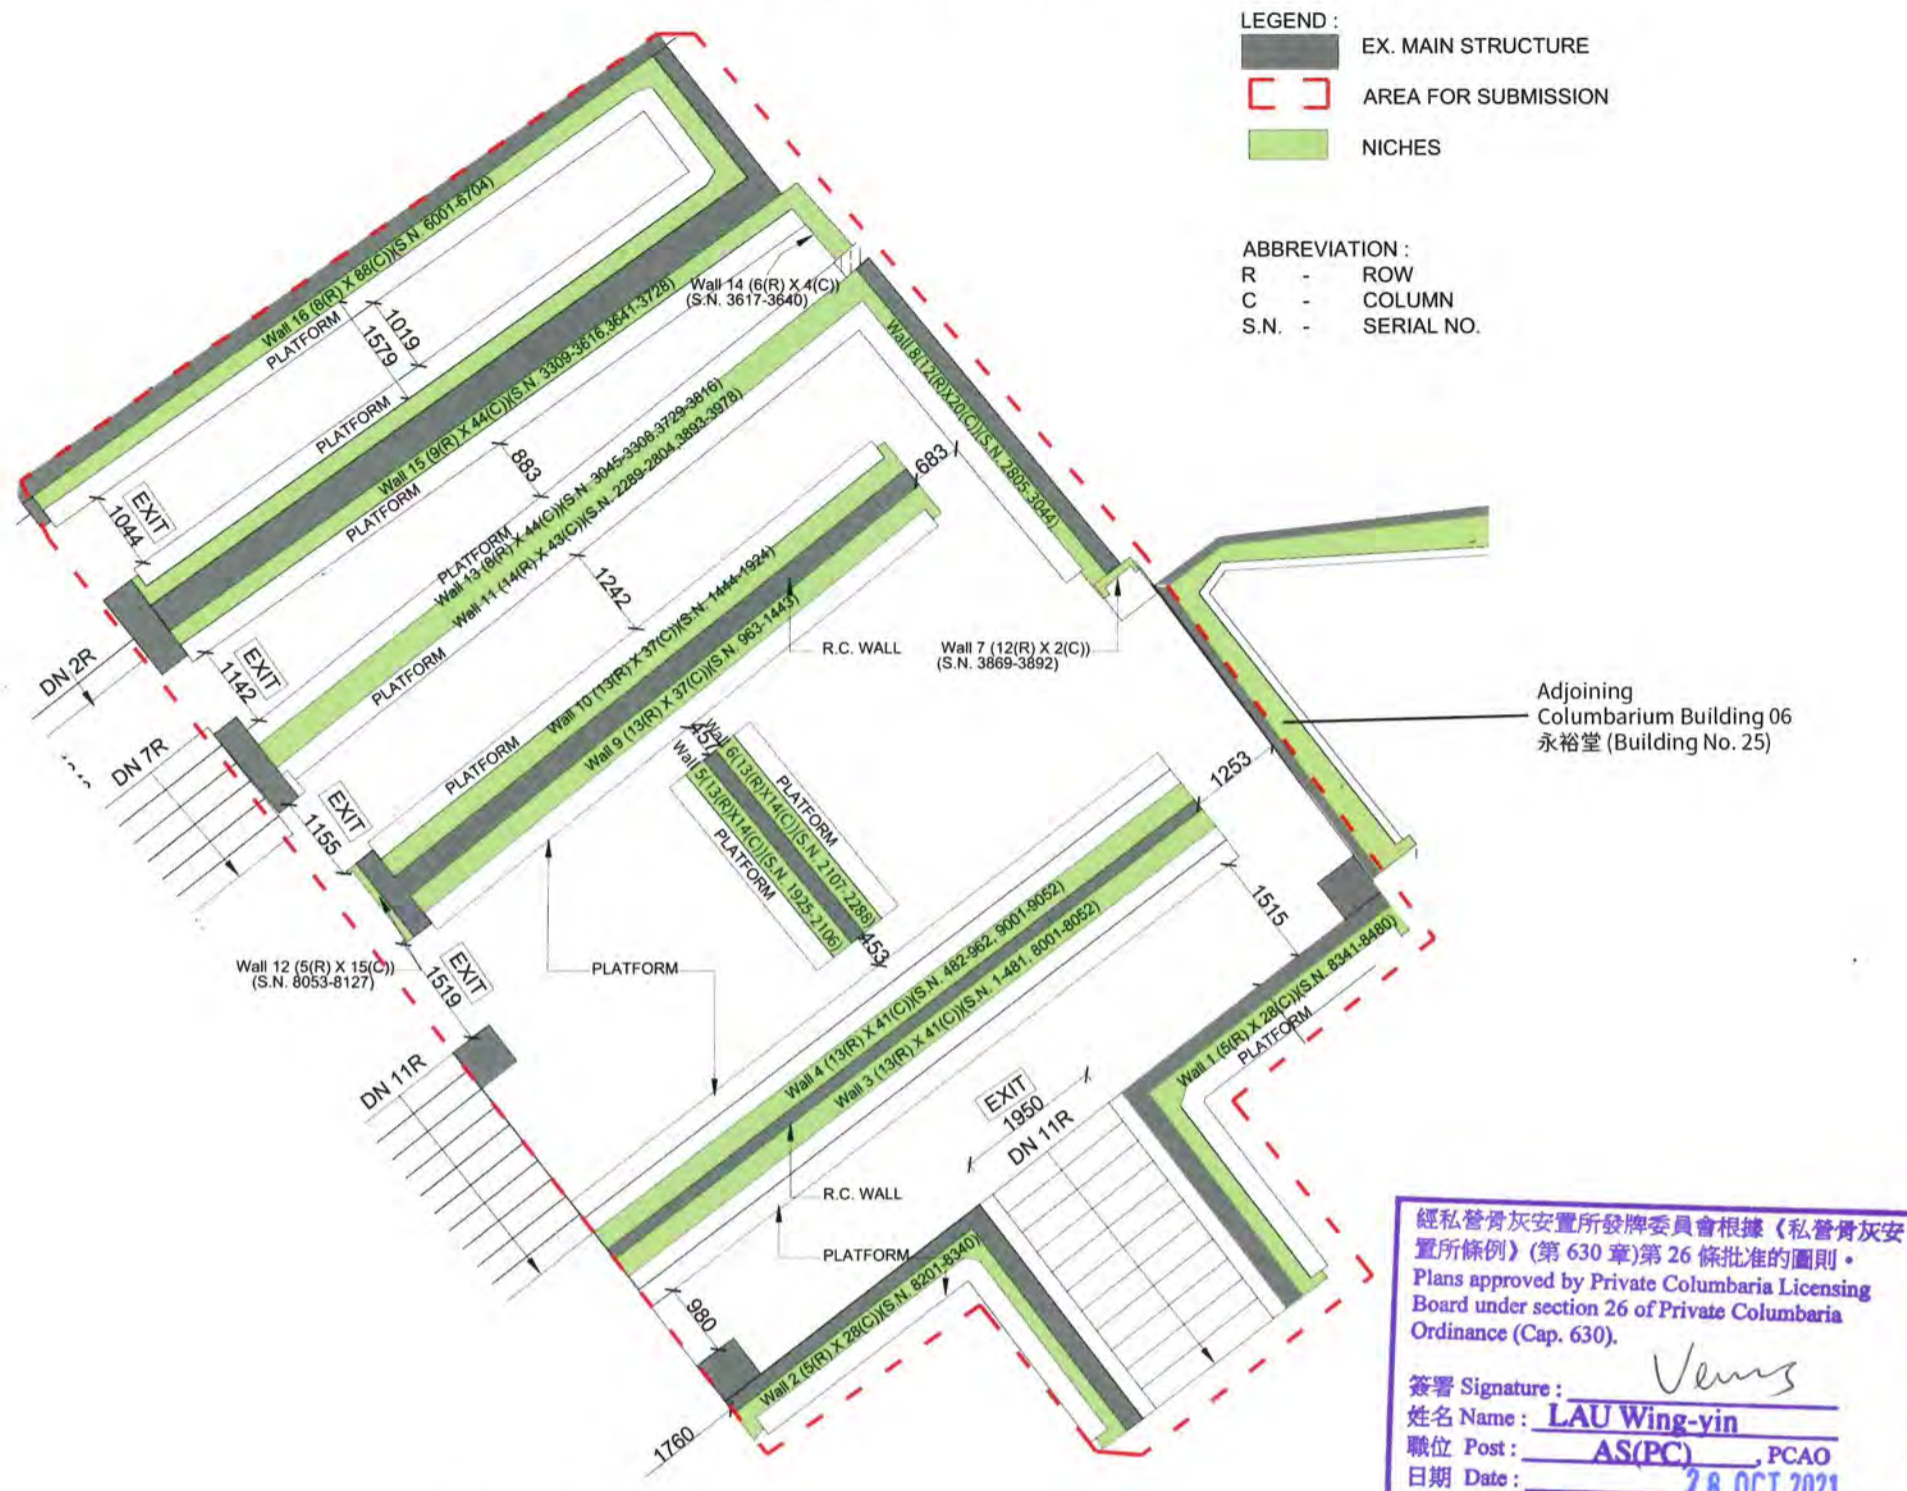 LEGEND :
EX. MAIN STRUCTURE
AREA FOR SUBMISSION
NICHES
ABBREVIATION :
R - ROW
C - COLUMN
S.N. - SERIAL NO.
Wall 16 (8(R) X 88(C))(S.N. 6001-6704)
PLATFORM
1019
1579
Wall 14 (6(R) X 4(C))
(S.N. 3617-3640)
PLATFORM
Wall 15 (9(R) X 44(C))(S.N. 3309-3616,3641-3728)
EXIT
1044
PLATFORM
883
PLATFORM
Wall 13 (8(R) X 44(C))(S.N. 3045-3308,3729-3816)
Wall 11 (14(R) X 43(C))(S.N. 2289-2804,3893-3978)
Wall 8(12(R)X20(C))(S.N. 2805-3044)
683
1242
PLATFORM
EXIT
1142
DN 2R
Wall 10 (13(R) X 37(C))(S.N. 1444-1924)
Wall 9 (13(R) X 37(C))(S.N. 963-1443)
R.C. WALL
Wall 7 (12(R) X 2(C))
(S.N. 3869-3892)
PLATFORM
DN 7R
EXIT
1155
Adjoining
Columbarium Building 06
永裕堂 (Building No. 25)
457
Wall 6(13(R)X14(C))(S.N. 2107-2288)
PLATFORM
Wall 5(13(R)X14(C))(S.N. 1925-2106)
PLATFORM
453
1253
1515
Wall 12 (5(R) X 15(C))
(S.N. 8053-8127)
EXIT
1519
PLATFORM
DN 11R
Wall 4 (13(R) X 41(C))(S.N. 482-962, 9001-9052)
Wall 3 (13(R) X 41(C))(S.N. 1-481, 8001-8052)
Wall 1 (5(R) X 28(C))(S.N. 8341-8480)
PLATFORM
EXIT
1950
DN 11R
R.C. WALL
PLATFORM
980
Wall 2 (5(R) X 28(C))(S.N. 8201-8340)
1760
經私營骨灰安置所發牌委員會根據《私營骨灰安
置所條例》(第 630 章)第 26 條批准的圖則。
Plans approved by Private Columbaria Licensing
Board under section 26 of Private Columbaria
Ordinance (Cap. 630).
簽署 Signature :
姓名 Name : LAU Wing-yin
職位 Post : AS(PC) , PCAO
日期 Date : 28 OCT 2021